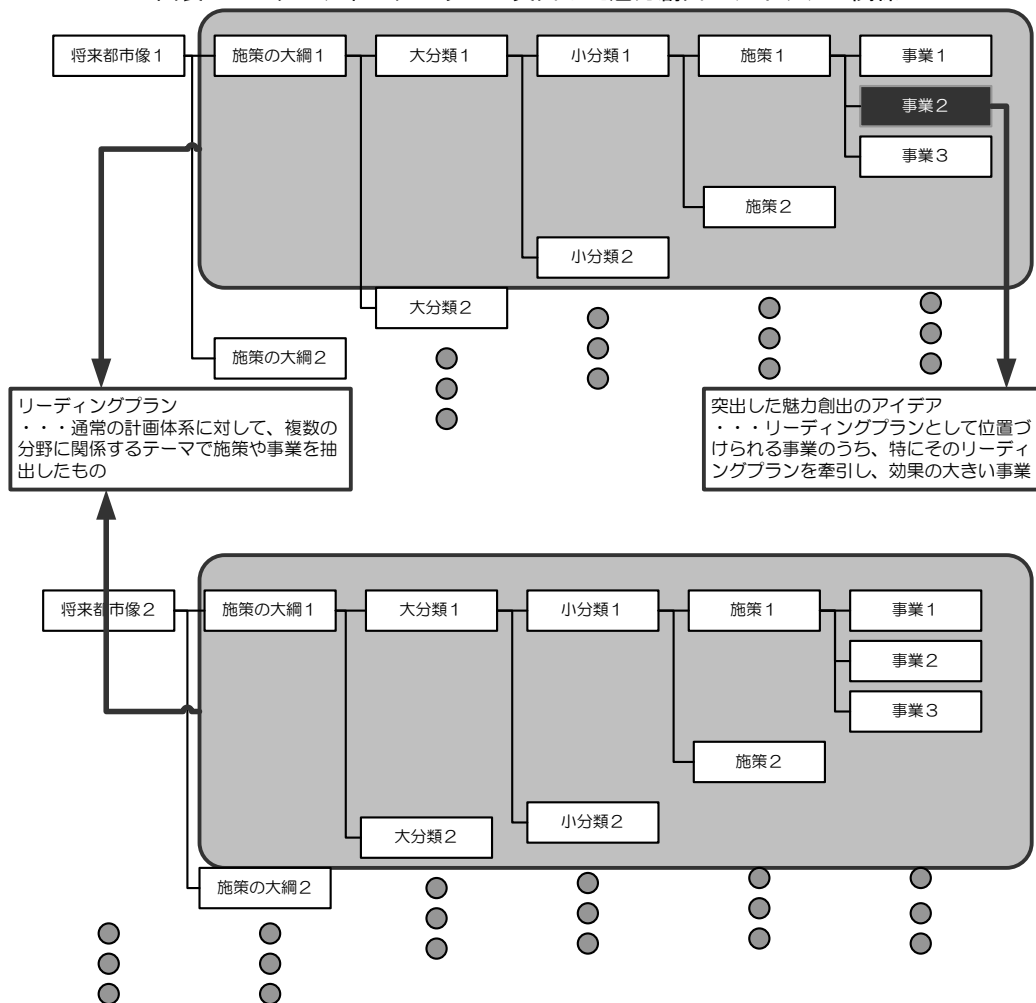 将来都市像1
施策の大綱1
大分類1
小分類1
施策1
事業1
事業2
事業3
施策2
小分類2
大分類2
施策の大綱2
リーディングプラン
・・・通常の計画体系に対して、複数の
分野に関係するテーマで施策や事業を抽
出したもの
突出した魅力創出のアイデア
・・・リーディングプランとして位置づ
けられる事業のうち、特にそのリーディ
ングプランを牽引し、効果の大きい事業
将来都市像2
施策の大綱1
大分類1
小分類1
施策1
事業1
事業2
事業3
施策2
小分類2
大分類2
施策の大綱2